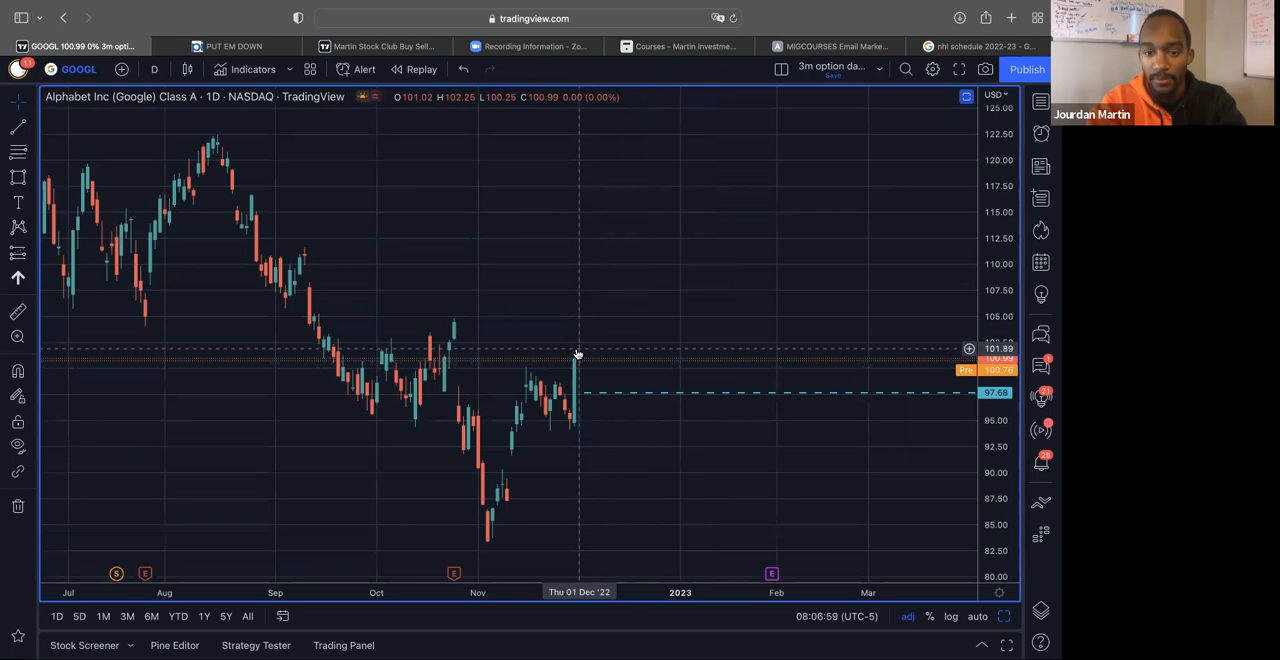 tradingview.com
GOOGL 100.99 0% 3m opti...
PUT EM DOWN
Martin Stock Club Buy Sell...
Recording Information - Zo...
Courses - Martin Investme...
MIGCOURSES Email Marke...
nhl schedule 2022-23 - G...
11
GOOGL
D
Indicators
Alert
Replay
3m option da...
Save
Publish
Jourdan Martin
Alphabet Inc (Google) Class A · 1D · NASDAQ · TradingView
O101.02 H102.25 L100.25 C100.99 0.00 (0.00%)
USD
125.00
122.50
120.00
117.50
115.00
112.50
110.00
107.50
105.00
101.89
100.99
Pre 100.76
97.68
95.00
92.50
90.00
87.50
85.00
82.50
80.00
1
21
25
S
E
E
E
Jul
Aug
Sep
Oct
Nov
Thu 01 Dec '22
2023
Feb
Mar
1D 5D 1M 3M 6M YTD 1Y 5Y All
08:06:59 (UTC-5)
adj % log auto
Stock Screener
Pine Editor
Strategy Tester
Trading Panel